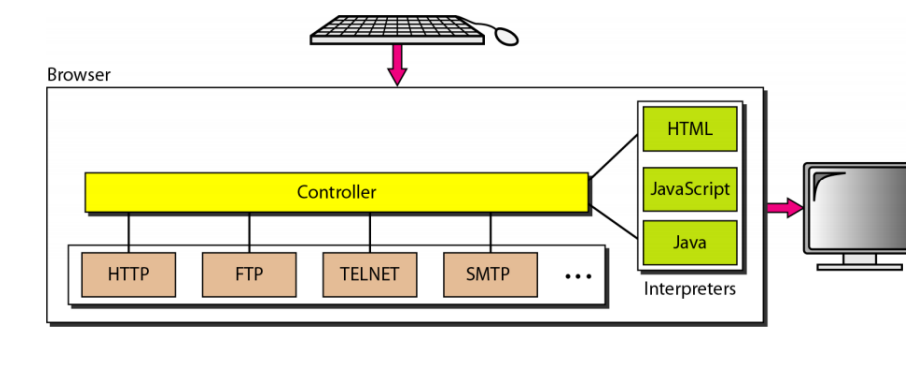 Browser
HTML
JavaScript
Controller
Java
HTTP
FTP
TELNET
SMTP
...
Interpreters